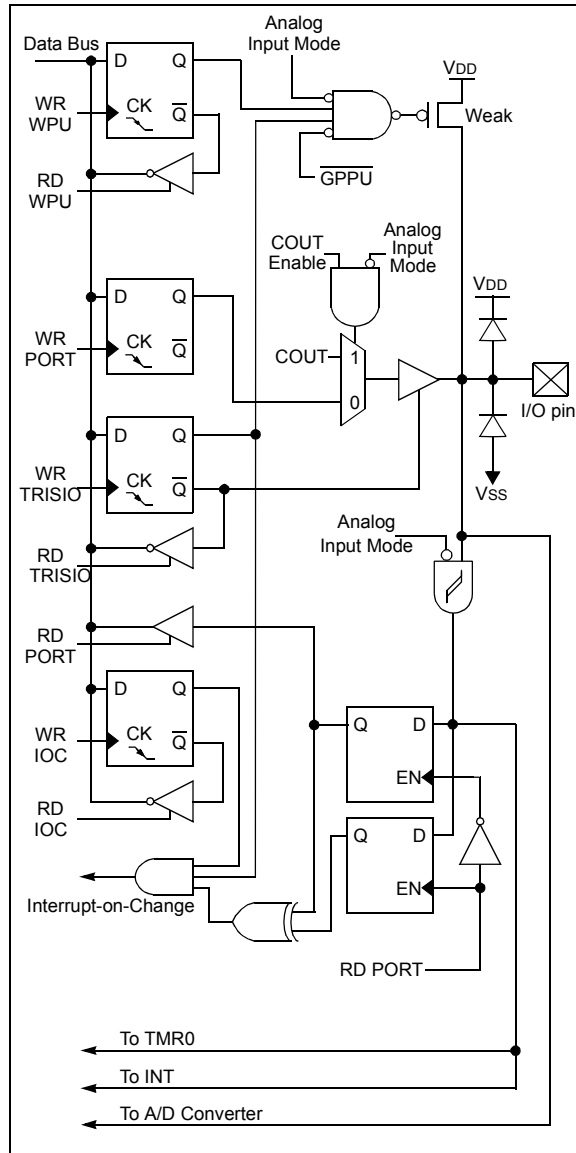 Analog
Input Mode
Data Bus
D
Q
VDD
WR
WPU
CK
Q
Weak
RD
WPU
GPPU
COUT
Enable
Analog
Input
Mode
D
Q
VDD
WR
PORT
CK
Q
COUT
1
0
I/O pin
D
Q
WR
TRISIO
CK
Q
VSS
Analog
Input Mode
RD
TRISIO
RD
PORT
D
Q
Q
D
WR
IOC
CK
Q
EN
RD
IOC
Q
D
EN
Interrupt-on-Change
RD PORT
To TMR0
To INT
To A/D Converter